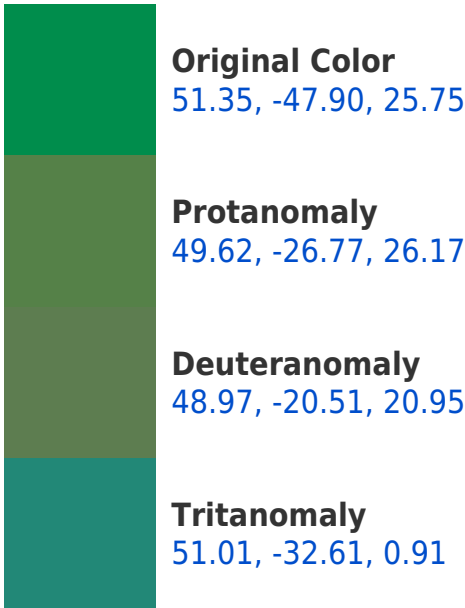 Original Color
51.35, -47.90, 25.75
Protanomaly
49.62, -26.77, 26.17
Deuteranomaly
48.97, -20.51, 20.95
Tritanomaly
51.01, -32.61, 0.91